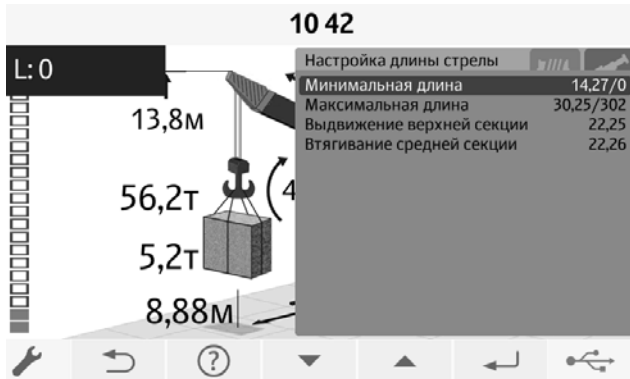 10 42
L: 0
13,8м
56,2т
4
5,2т
8,88м
Настройка длины стрелы
Минимальная длина 14,27/0
Максимальная длина 30,25/302
Выдвижение верхней секции 22,25
Втягивание средней секции 22,26
?